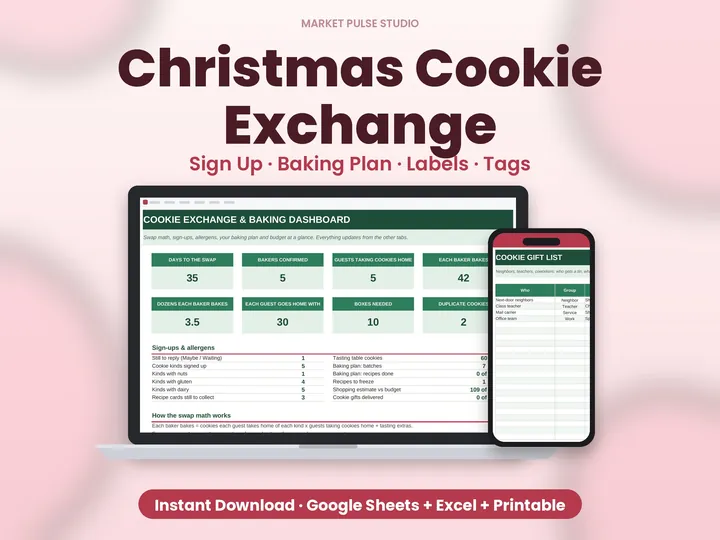 MARKET PULSE STUDIO
Christmas Cookie
Exchange
Sign Up · Baking Plan · Labels · Tags
COOKIE EXCHANGE & BAKING DASHBOARD
Swap math, sign-ups, allergens, your baking plan and budget at a glance. Everything updates from the other tabs.
DAYS TO THE SWAP BAKERS CONFIRMED GUESTS TAKING COOKIES HOME EACH BAKER BAKES
35 5 5 42
DOZENS EACH BAKER BAKES EACH GUEST GOES HOME WITH BOXES NEEDED DUPLICATE COOKIES
3.5 30 10 2
Sign-ups & allergens
Still to reply (Maybe / Waiting) 1 Tasting table cookies 60
Cookie kinds signed up 5 Baking plan: batches 7
Kinds with nuts 1 Baking plan: recipes done 0 of
Kinds with gluten 4 Recipes to freeze 1
Kinds with dairy 5 Shopping estimate vs budget 109 of
Recipe cards still to collect 3 Cookie gifts delivered 0 of
How the swap math works
Each baker bakes = cookies each guest takes home of each kind x guests taking cookies home + tasting extras.
COOKIE GIFT LIST
Neighbors, teachers, coworkers: who gets a
Who Group
Next-door neighbors Neighbor
Class teacher Teacher
Mail carrier Service
Office team Work
Instant Download · Google Sheets + Excel + Printable